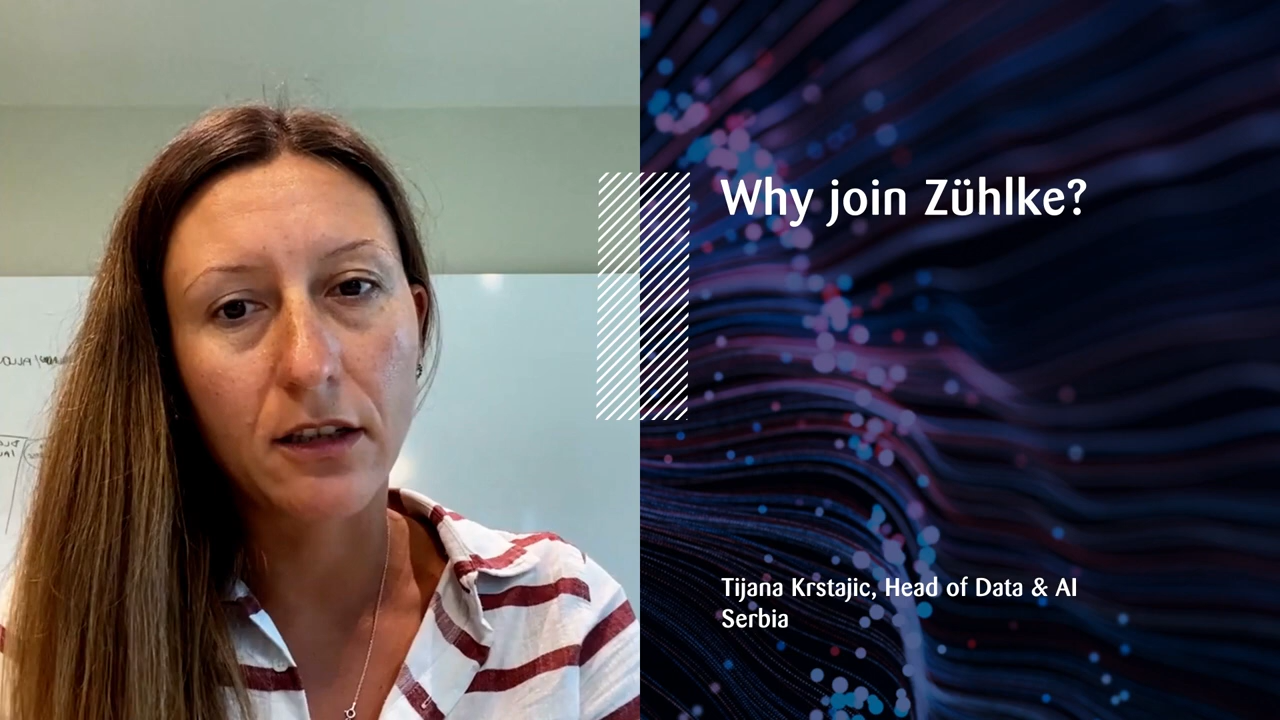 Why join Zühlke?
Tijana Krstajic, Head of Data & AI
Serbia